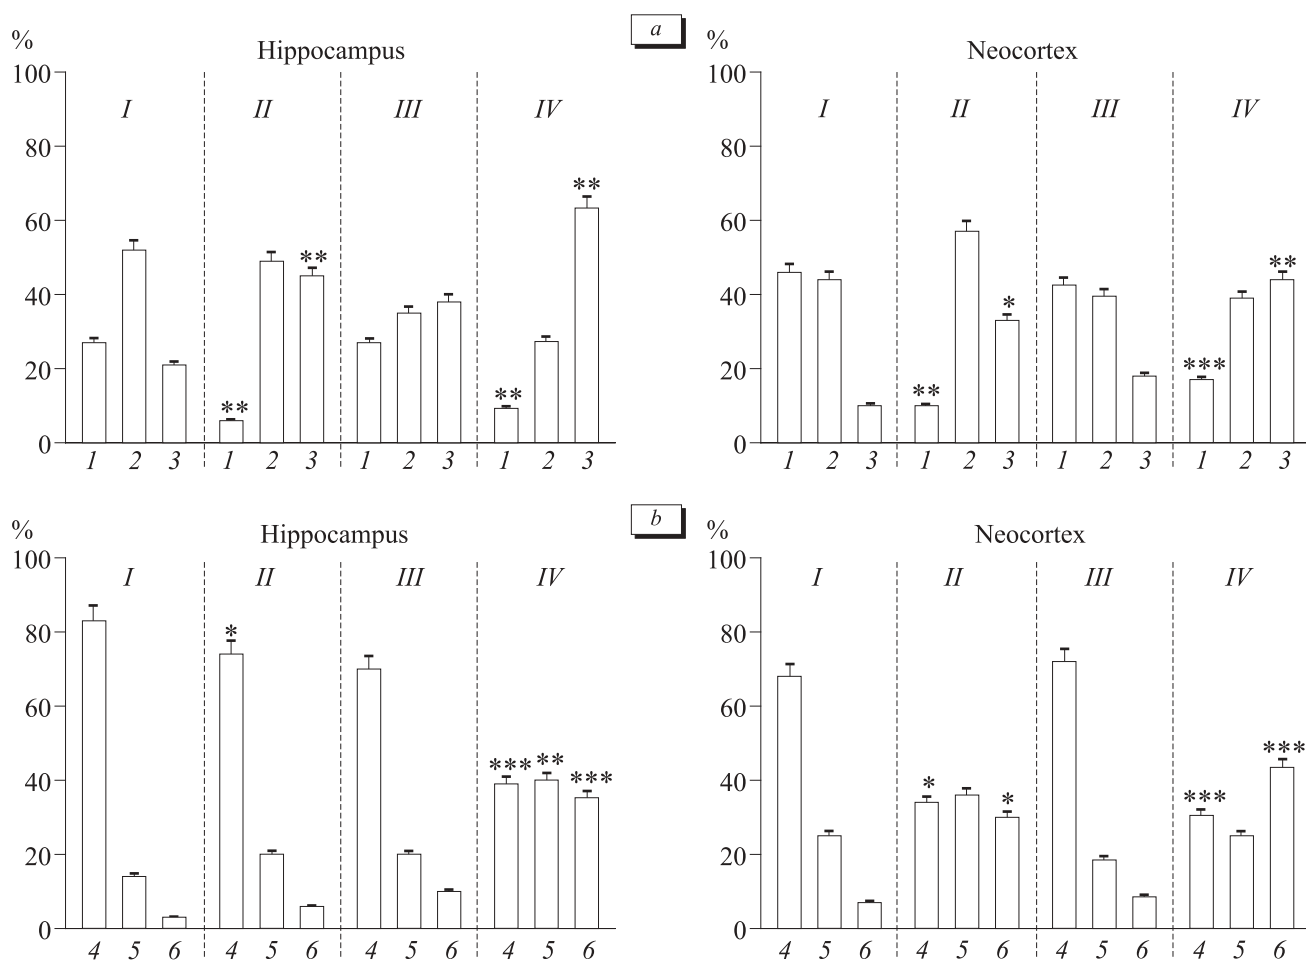 a
% Hippocampus
100
80
60
40
20
0
I II III IV
** ** ** **
1 2 3 1 2 3 1 2 3 1 2 3
% Neocortex
100
80
60
40
20
0
I II III IV
** * *** **
1 2 3 1 2 3 1 2 3 1 2 3
b
% Hippocampus
100
80
60
40
20
0
I II III IV
* *** ** ***
4 5 6 4 5 6 4 5 6 4 5 6
% Neocortex
100
80
60
40
20
0
I II III IV
* * *** ***
4 5 6 4 5 6 4 5 6 4 5 6